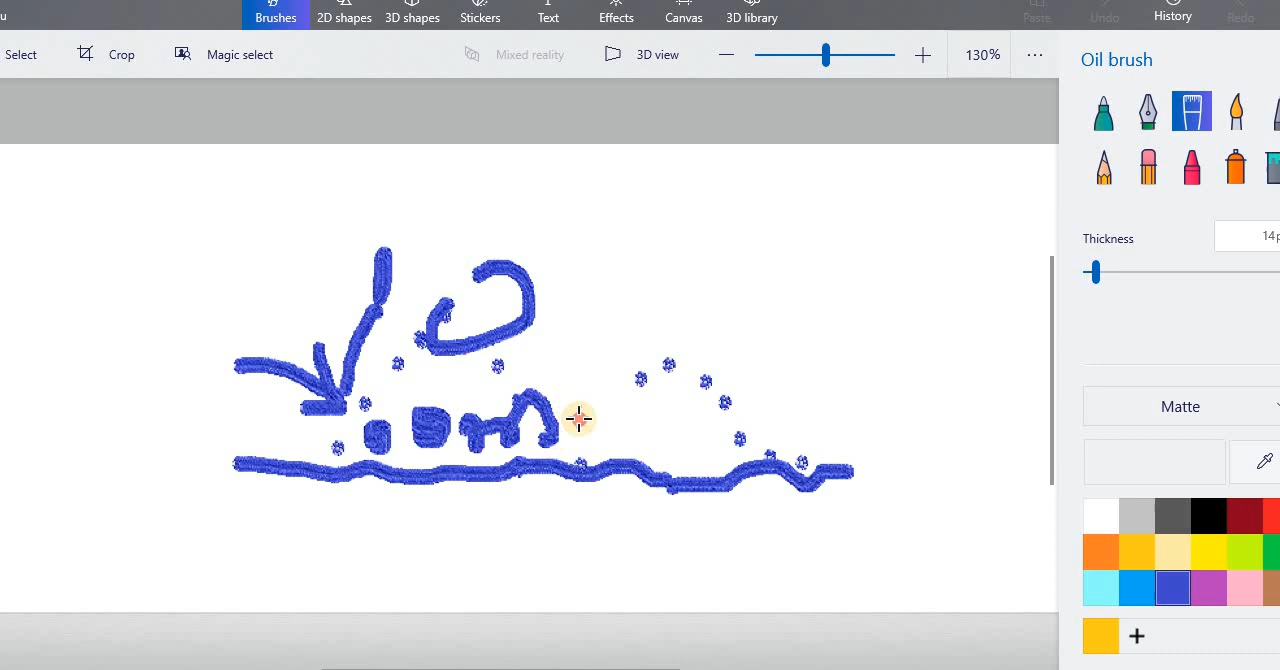 u
Brushes 2D shapes 3D shapes Stickers Text Effects Canvas 3D library Paste Undo History Redo
Select Crop Magic select Mixed reality 3D view 130%
Oil brush
Thickness 14p
Matte